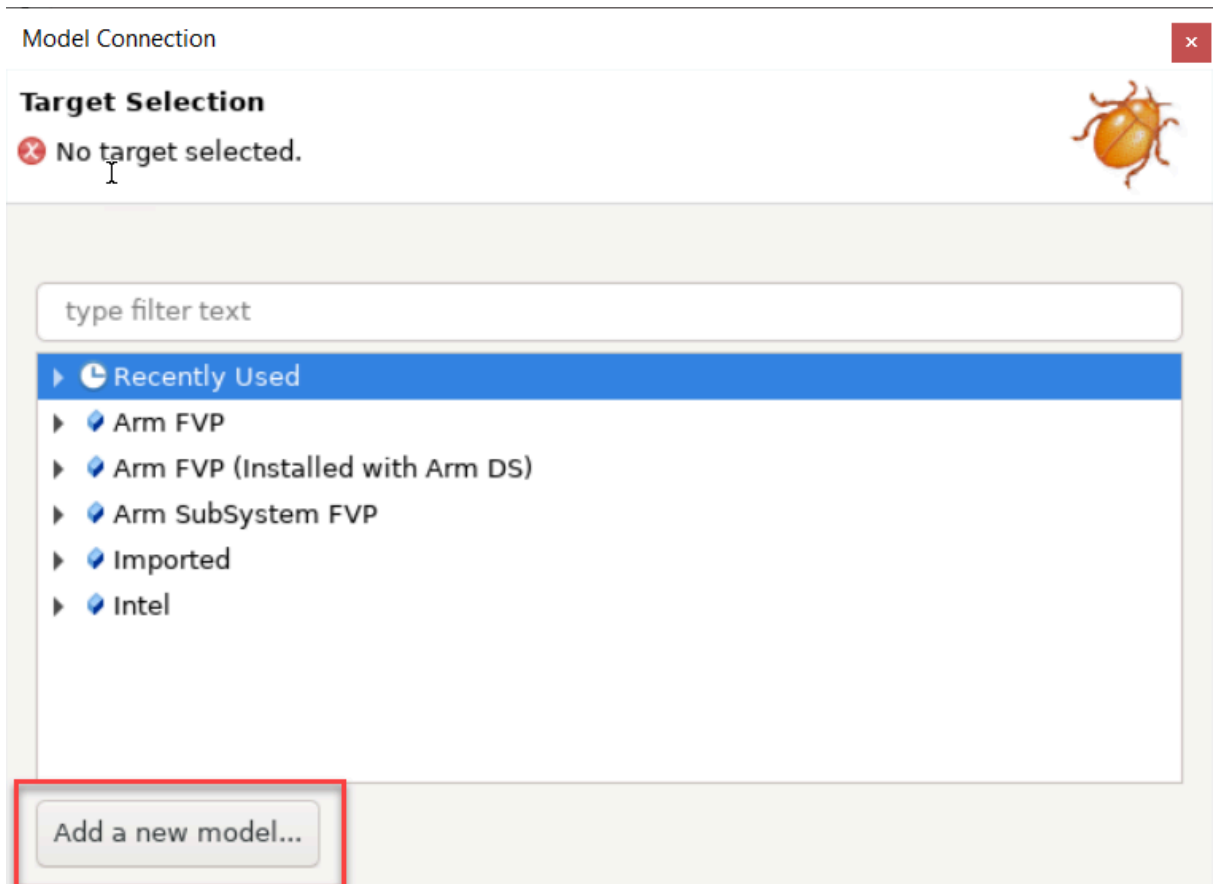 Model Connection
Target Selection
No target selected.
type filter text
Recently Used
Arm FVP
Arm FVP (Installed with Arm DS)
Arm SubSystem FVP
Imported
Intel
Add a new model...